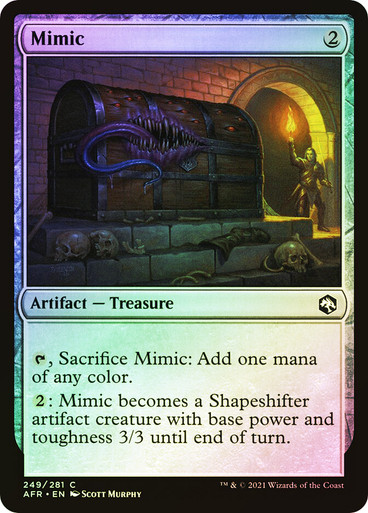 Mimic 2
Artifact — Treasure
, Sacrifice Mimic: Add one mana
of any color.
2: Mimic becomes a Shapeshifter
artifact creature with base power and
toughness 3/3 until end of turn.
249/281 C
AFR • EN Scott Murphy
™ & © 2021 Wizards of the Coast